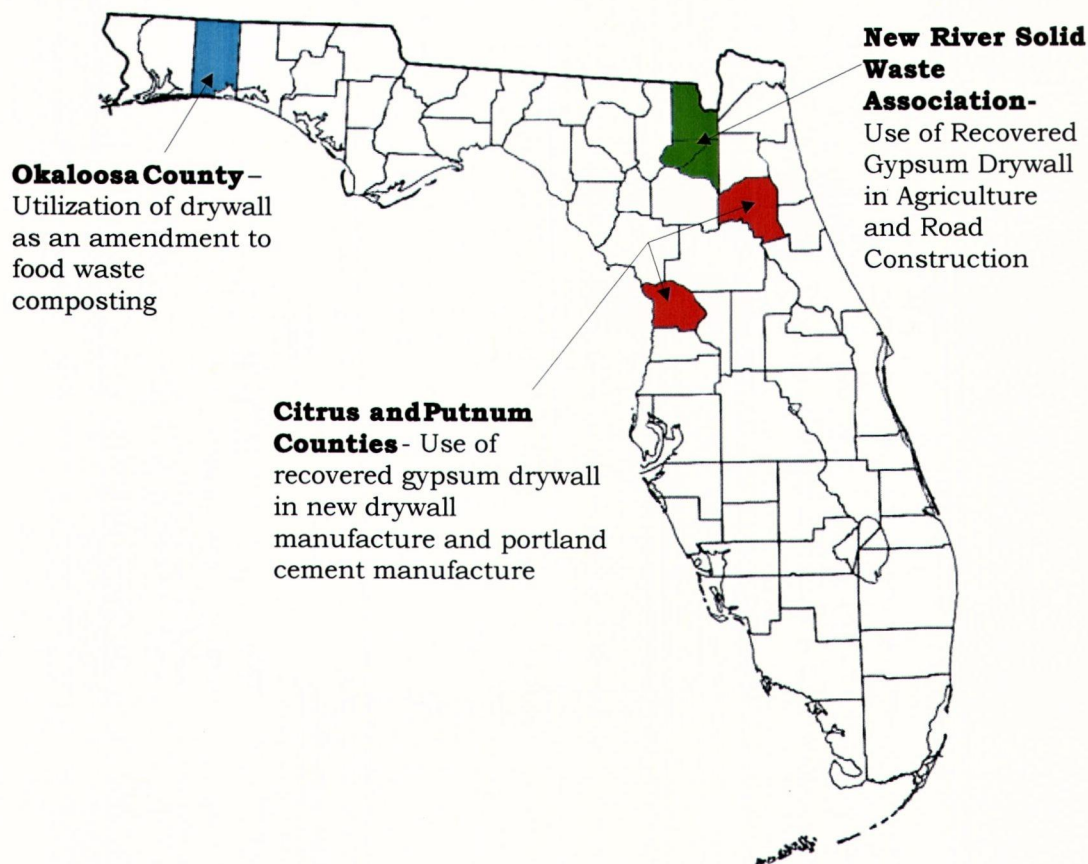 New River Solid
Waste
Association-
Use of Recovered
Gypsum Drywall
in Agriculture
and Road
Construction
Okaloosa County –
Utilization of drywall
as an amendment to
food waste
composting
Citrus and Putnum
Counties - Use of
recovered gypsum drywall
in new drywall
manufacture and portland
cement manufacture